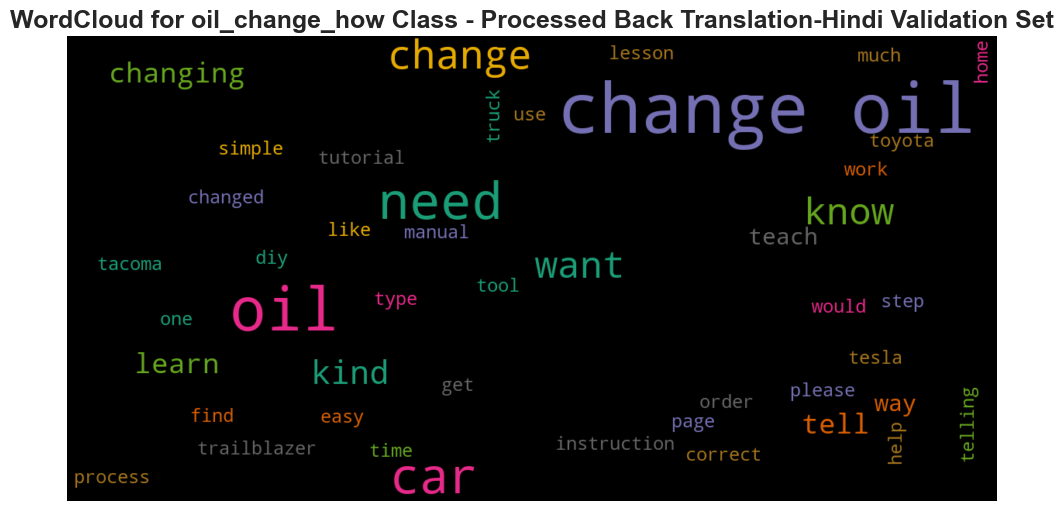 WordCloud for oil_change_how Class - Processed Back Translation-Hindi Validation Set
change
lesson
much
home
changing
change oil
truck
use
toyota
simple
tutorial
work
changed
need
know
like
manual
teach
tacoma
diy
want
tool
oil
type
would
step
one
learn
kind
tesla
get
please
order
way
find
easy
page
tell
telling
help
trailblazer
time
instruction
correct
process
car